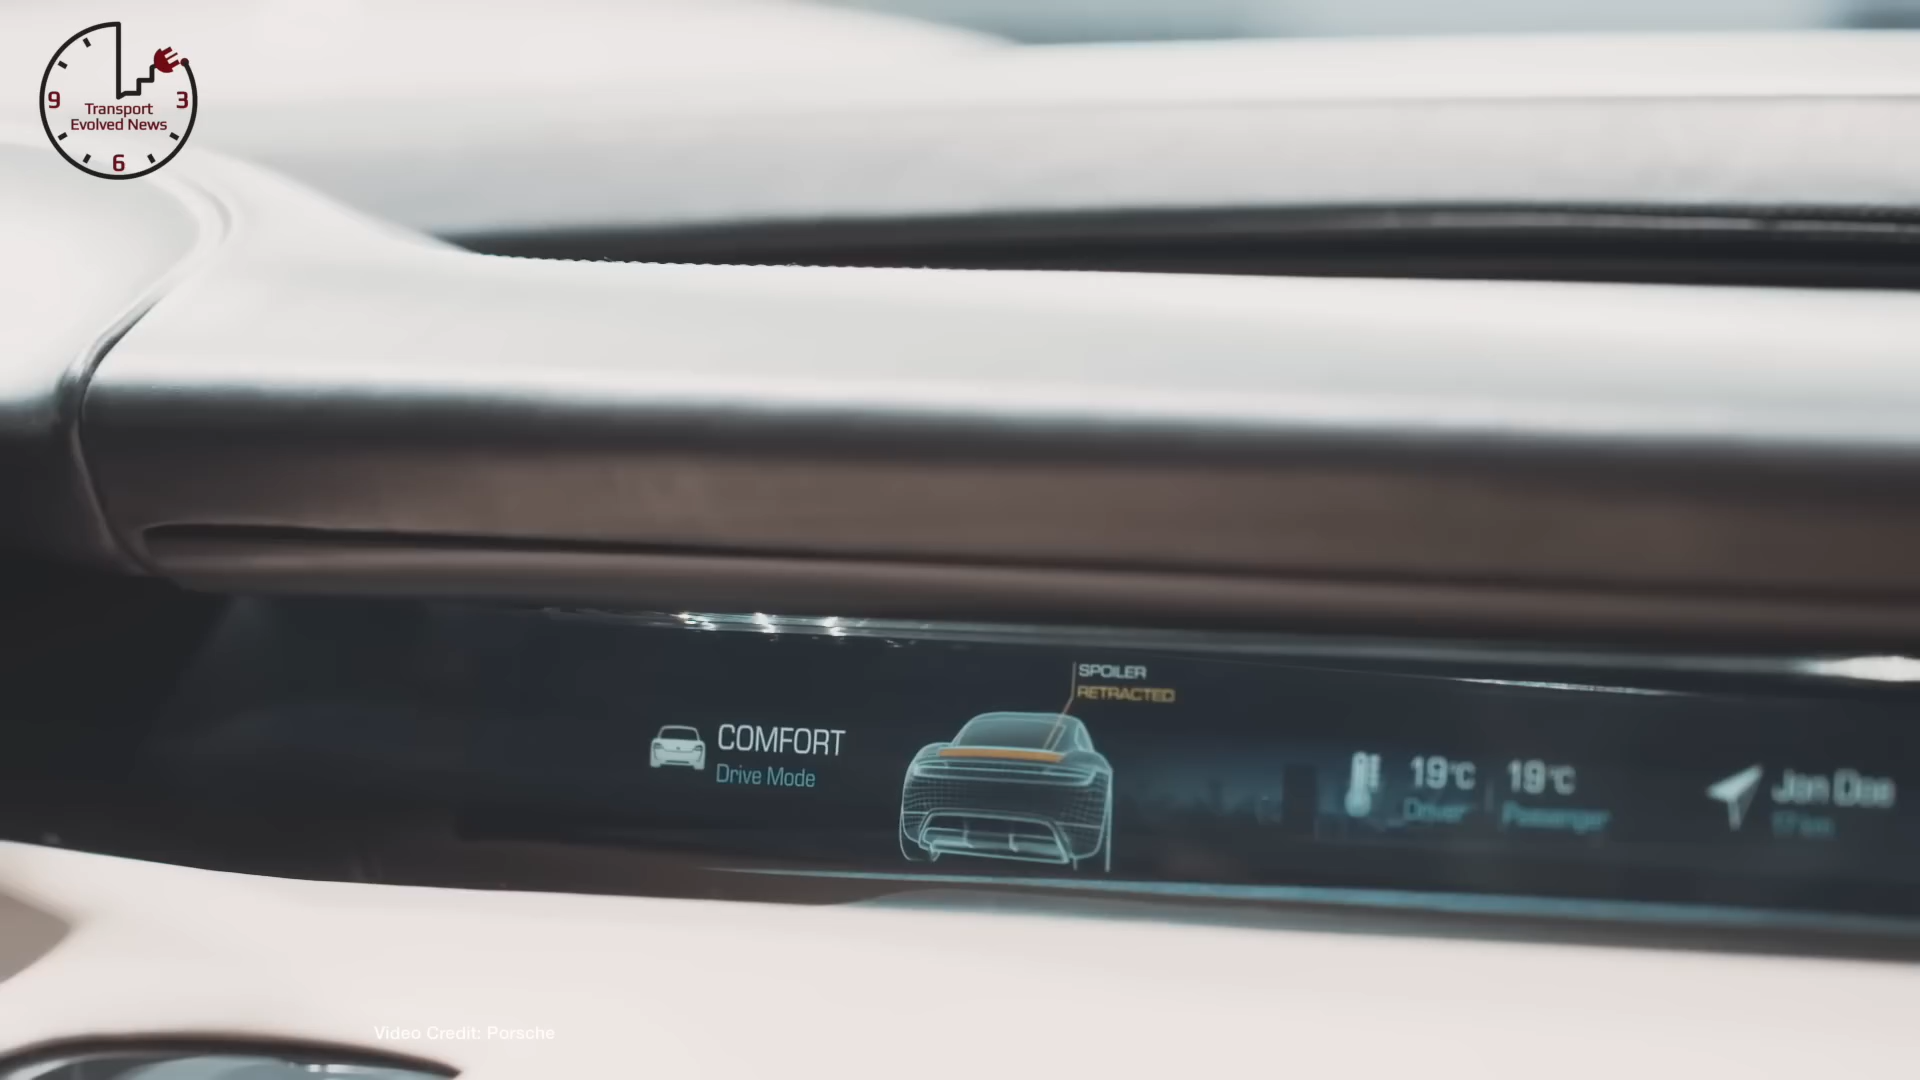 9
3
Transport
Evolved News
6
SPOILER
RETRACTED
COMFORT
Drive Mode
19°C
19°C
Driver
Passenger
Video Credit: Porsche